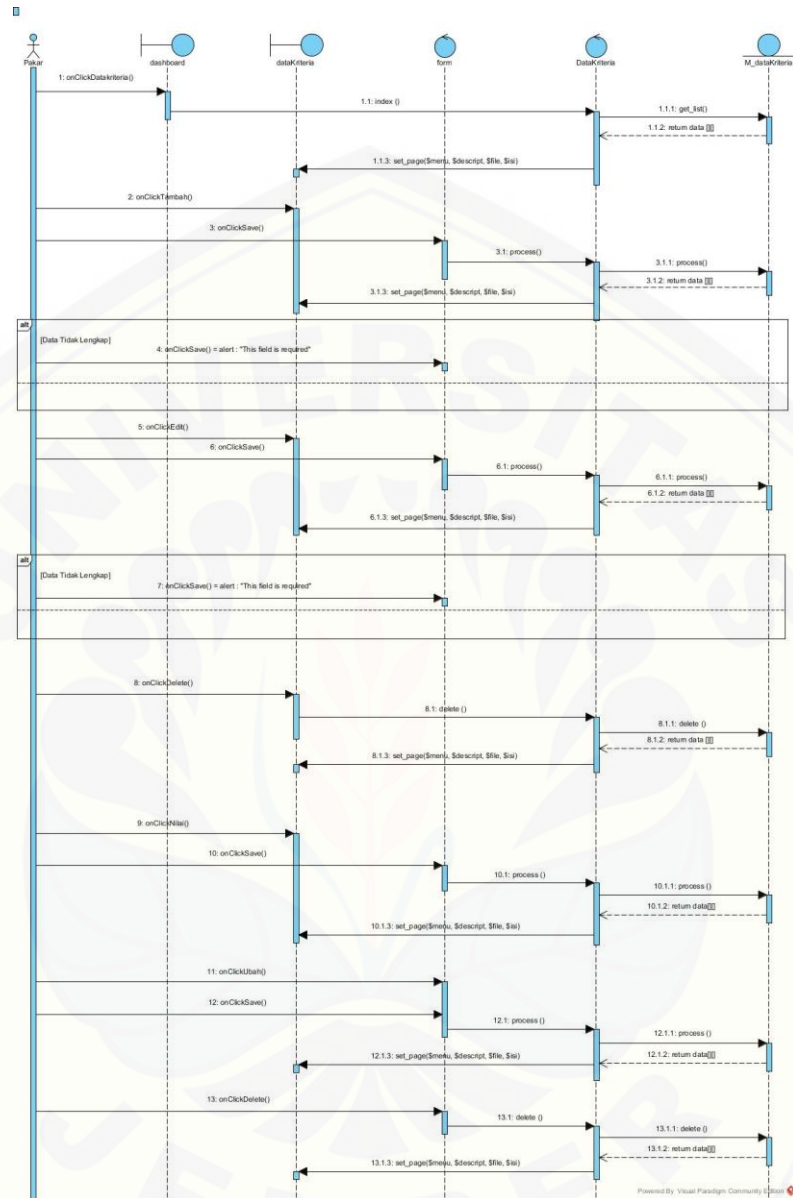 Pakar
dashboard
dataKriteria
form
DataKriteria
M_dataKriteria
1: onClickDatakriteria()
1.1: index ()
1.1.1: get_list()
1.1.2: return data []
1.1.3: set_page($menu, $descript, $file, $isi)
2: onClickTambah()
3: onClickSave()
3.1: process()
3.1.1: process()
3.1.2: return data []
3.1.3: set_page($menu, $descript, $file, $isi)
alt
[Data Tidak Lengkap]
4: onClickSave() = alert : "This field is required"
5: onClickEdit()
6: onClickSave()
6.1: process()
6.1.1: process()
6.1.2: return data []
6.1.3: set_page($menu, $descript, $file, $isi)
alt
[Data Tidak Lengkap]
7: onClickSave() = alert : "This field is required"
8: onClickDelete()
8.1: delete ()
8.1.1: delete ()
8.1.2: return data []
8.1.3: set_page($menu, $descript, $file, $isi)
9: onClickNilai()
10: onClickSave()
10.1: process ()
10.1.1: process ()
10.1.2: return data[]
10.1.3: set_page($menu, $descript, $file, $isi)
11: onClickUbah()
12: onClickSave()
12.1: process ()
12.1.1: process ()
12.1.2: return data[]
12.1.3: set_page($menu, $descript, $file, $isi)
13: onClickDelete()
13.1: delete ()
13.1.1: delete ()
13.1.2: return data[]
13.1.3: set_page($menu, $descript, $file, $isi)
UNIVERSITAS
JEMBER
Powered By Visual Paradigm Community Edition